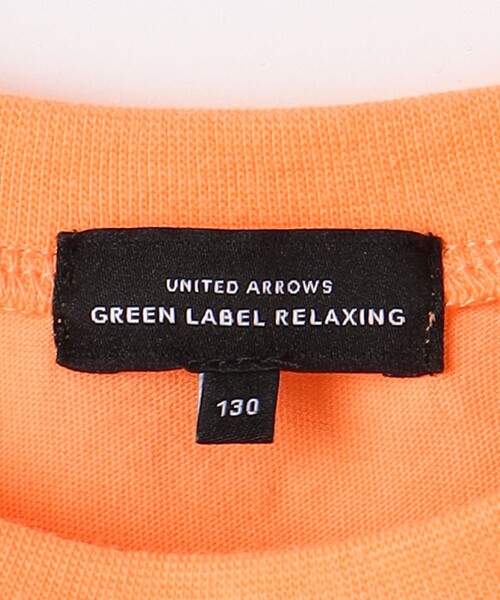 UNITED ARROWS
GREEN LABEL RELAXING
130